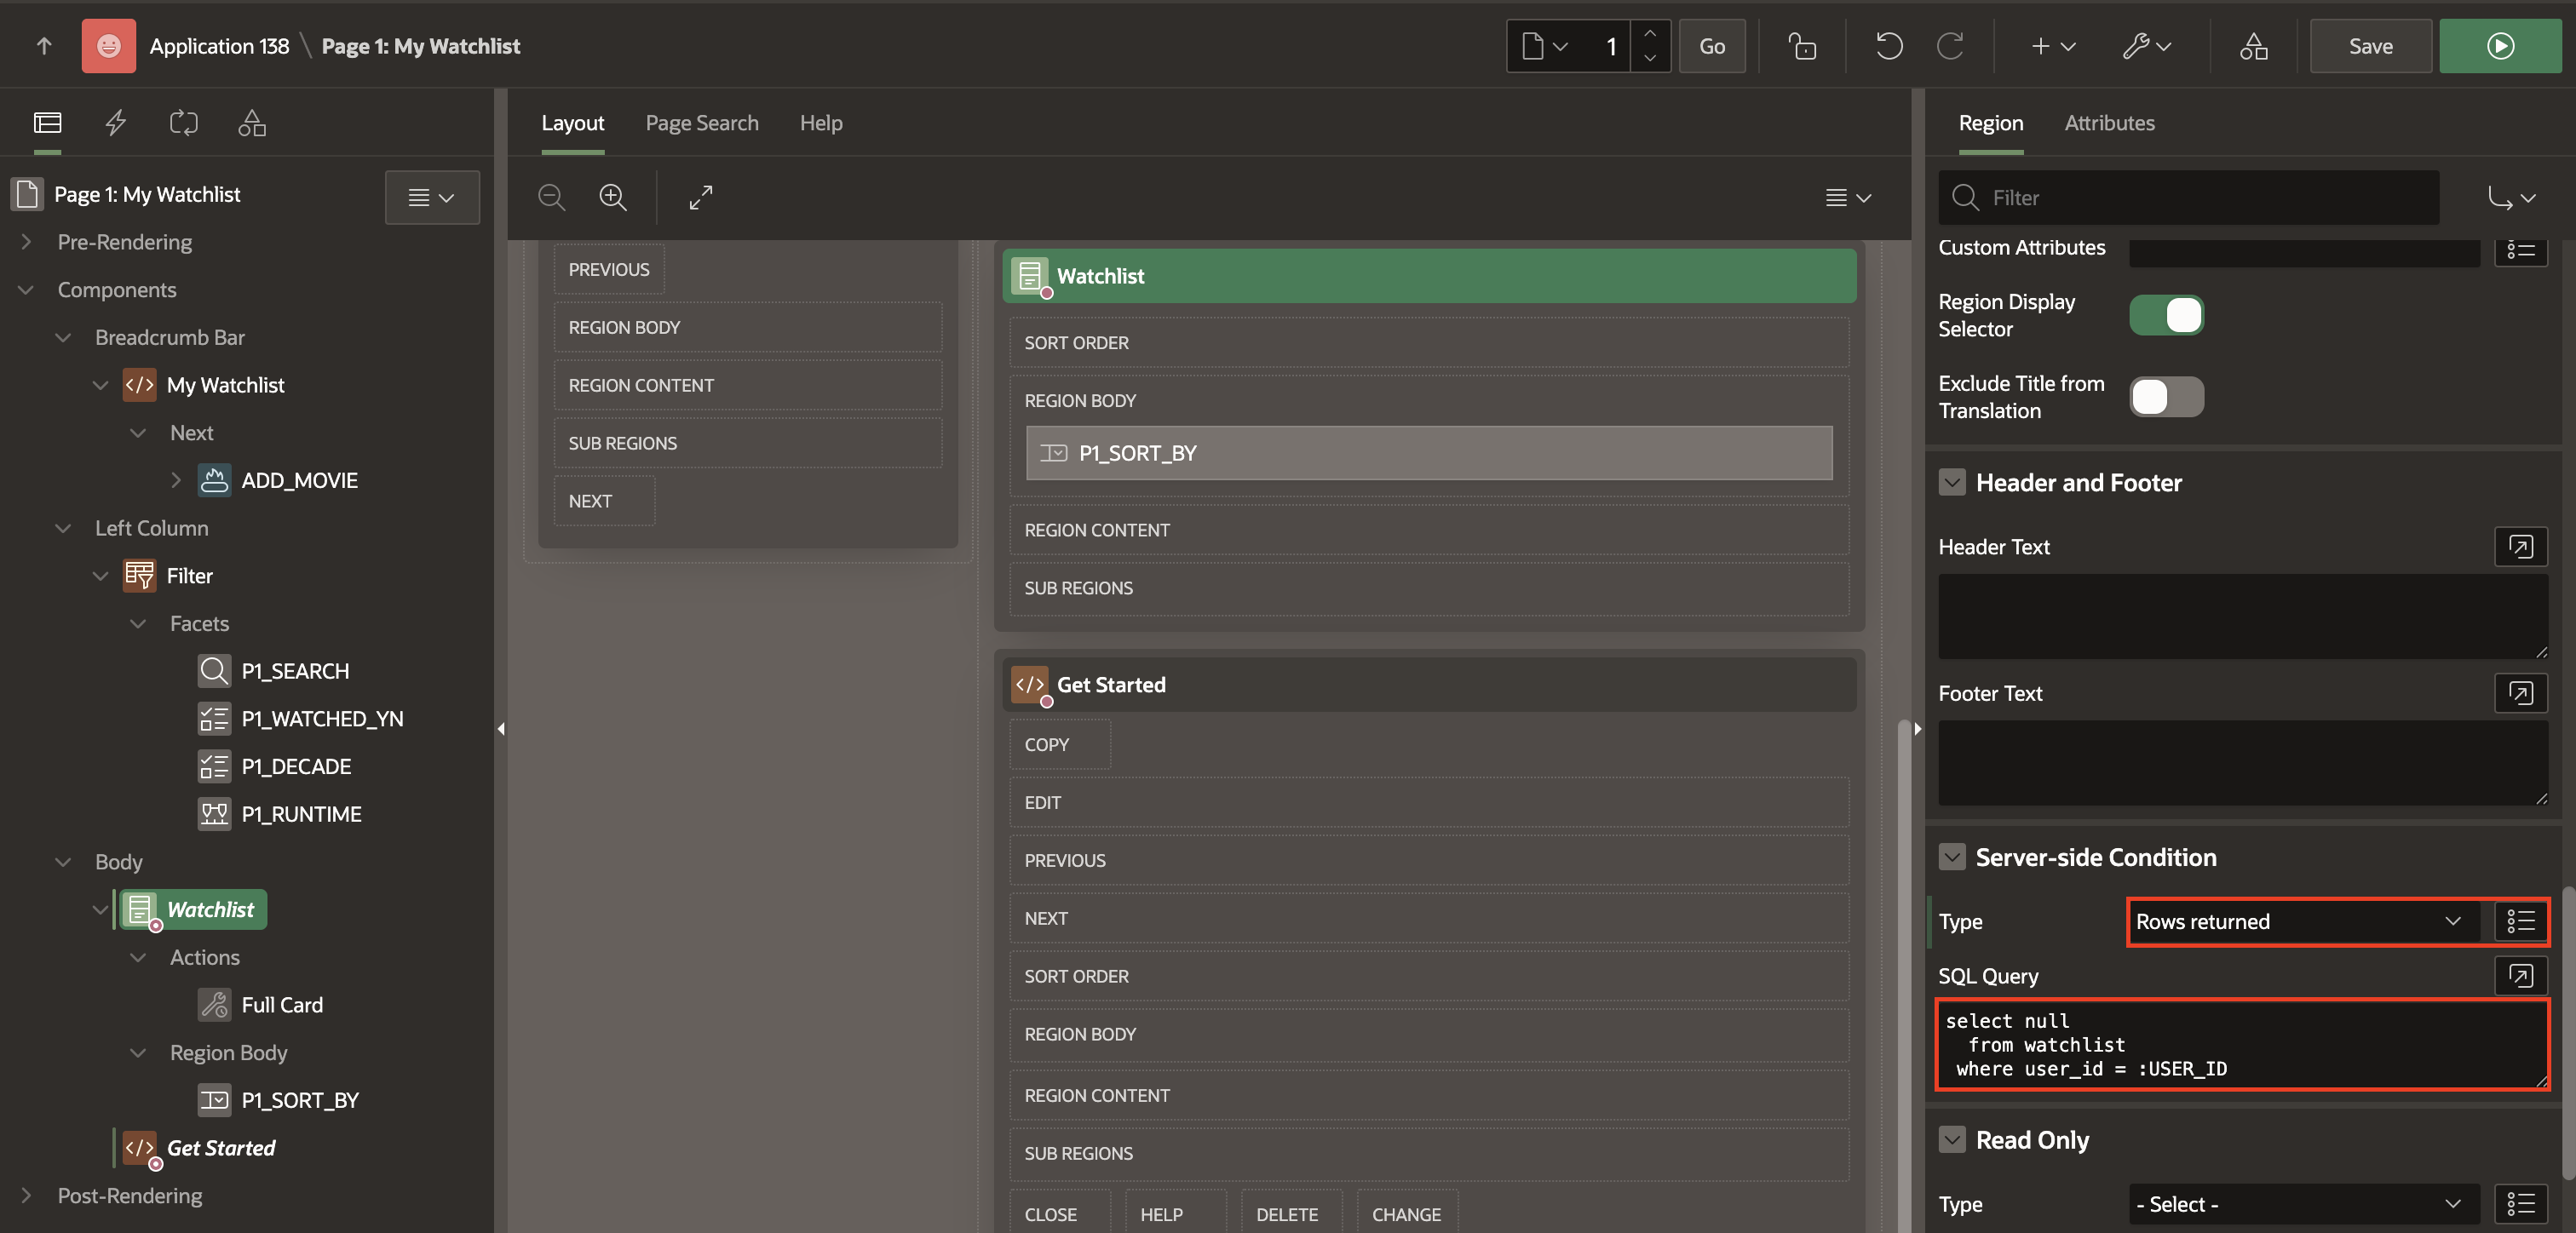 Application 138 \ Page 1: My Watchlist
1
Go
Save
Page 1: My Watchlist
Pre-Rendering
Components
Breadcrumb Bar
My Watchlist
Next
ADD_MOVIE
Left Column
Filter
Facets
P1_SEARCH
P1_WATCHED_YN
P1_DECADE
P1_RUNTIME
Body
Watchlist
Actions
Full Card
Region Body
P1_SORT_BY
Get Started
Post-Rendering
Layout
Page Search
Help
PREVIOUS
REGION BODY
REGION CONTENT
SUB REGIONS
NEXT
Watchlist
SORT ORDER
REGION BODY
P1_SORT_BY
REGION CONTENT
SUB REGIONS
Get Started
COPY
EDIT
PREVIOUS
NEXT
SORT ORDER
REGION BODY
REGION CONTENT
SUB REGIONS
CLOSE
HELP
DELETE
CHANGE
Region
Attributes
Filter
Custom Attributes
Region Display
Selector
Exclude Title from
Translation
Header and Footer
Header Text
Footer Text
Server-side Condition
Type
Rows returned
SQL Query
select null
from watchlist
where user_id = :USER_ID
Read Only
Type
- Select -